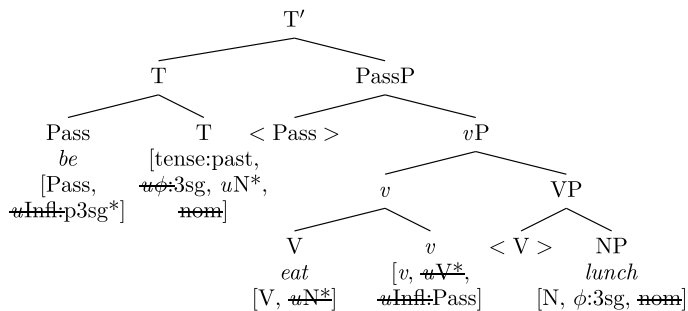 T′
T PassP
Pass T < Pass > vP
be [tense:past, v VP
[Pass, uϕ:3sg, uN*,
uInfl:p3sg*] nom]
V v < V > NP
eat [v, uV*, lunch
[V, uN*] uInfl:Pass] [N, ϕ:3sg, nom]